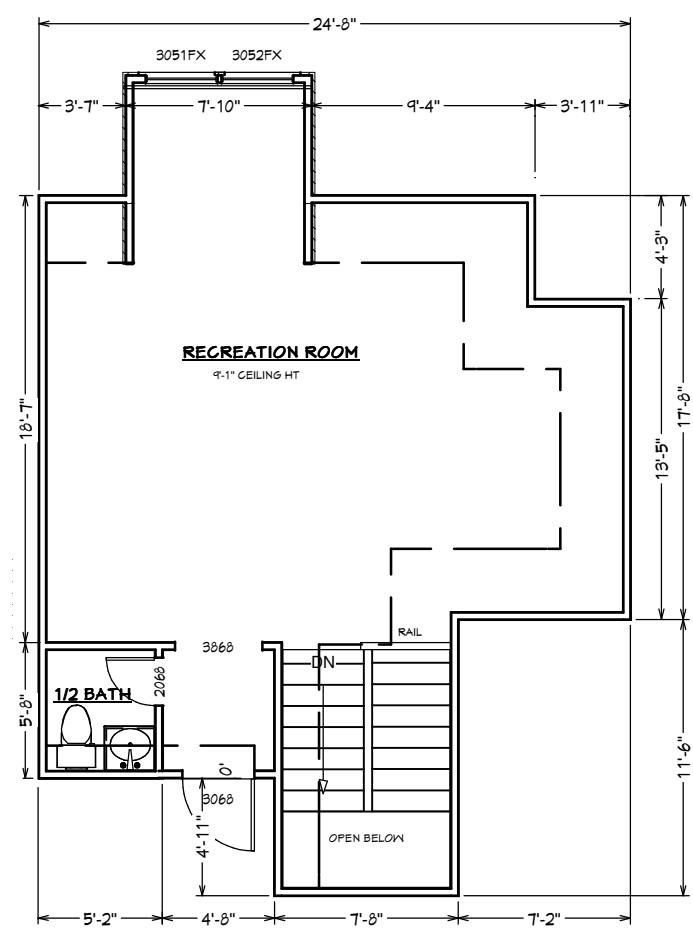 24'-8"
3051FX 3052FX
3'-7" 7'-10" 9'-4" 3'-11"
4'-3"
RECREATION ROOM
9'-1" CEILING HT
18'-7"
17'-8"
13'-5"
RAIL
3868
DN
2068
1/2 BATH
5'-8"
11'-6"
0'
3068
4'-11"
OPEN BELOW
5'-2" 4'-8" 7'-8" 7'-2"